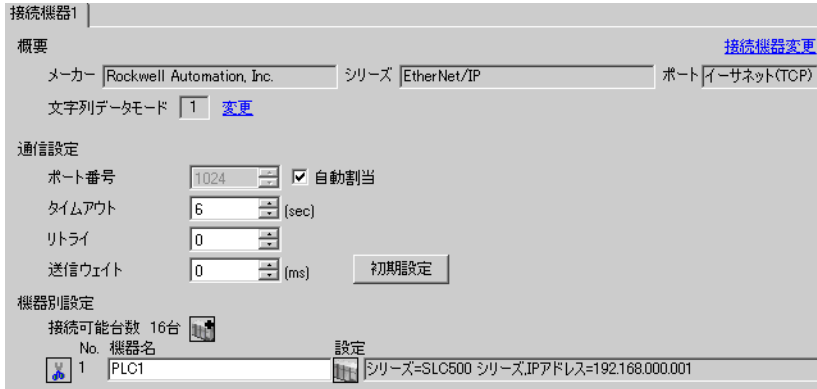 接続機器1
概要
接続機器変更
メーカー Rockwell Automation, Inc. シリーズ EtherNet/IP ポート イーサネット(TCP)
文字列データモード 1 変更
通信設定
ポート番号 1024 自動割当
タイムアウト 6 (sec)
リトライ 0
送信ウェイト 0 (ms) 初期設定
機器別設定
接続可能台数 16台
No. 機器名 設定
1 PLC1 シリーズ=SLC500 シリーズ,IPアドレス=192.168.000.001